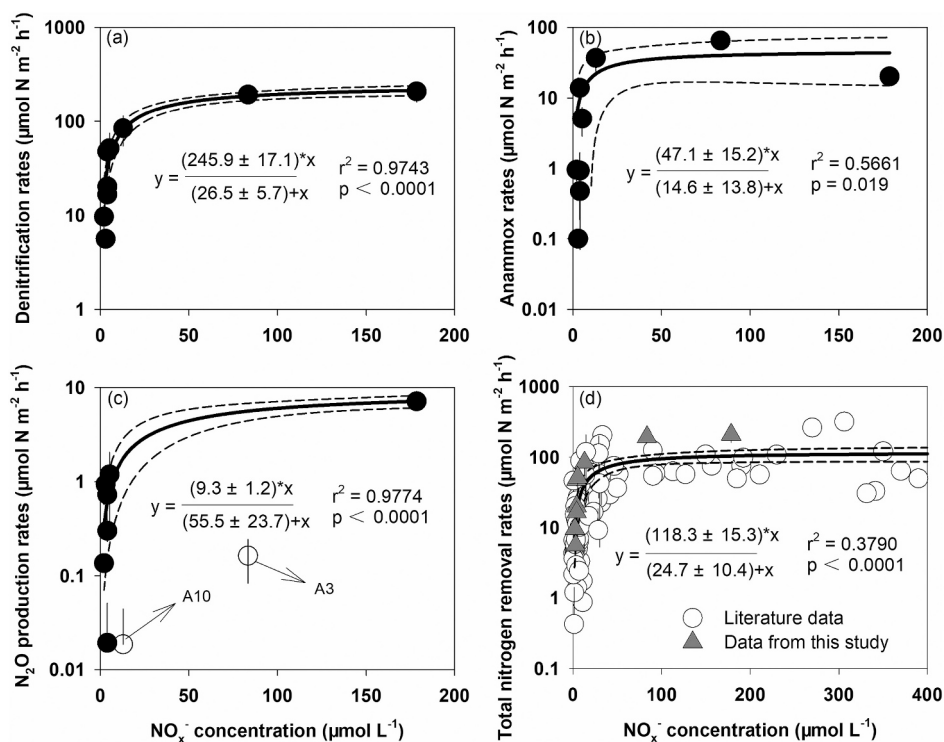 (a)
1000
100
10
1
0 50 100 150 200
Denitrification rates (µmol N m⁻² h⁻¹)
y = (245.9 ± 17.1)*x
(26.5 ± 5.7)+x
r² = 0.9743
p < 0.0001
(b)
100
10
1
0.1
0.01
0 50 100 150 200
Anammox rates (µmol N m⁻² h⁻¹)
y = (47.1 ± 15.2)*x
(14.6 ± 13.8)+x
r² = 0.5661
p = 0.019
(c)
10
1
0.1
0.01
0 50 100 150 200
N₂O production rates (µmol N m⁻² h⁻¹)
y = (9.3 ± 1.2)*x
(55.5 ± 23.7)+x
r² = 0.9774
p < 0.0001
A10
A3
NOₓ⁻ concentration (µmol L⁻¹)
(d)
1000
100
10
1
0.1
0 100 200 300 400
Total nitrogen removal rates (µmol N m⁻² h⁻¹)
y = (118.3 ± 15.3)*x
(24.7 ± 10.4)+x
r² = 0.3790
p < 0.0001
Literature data
Data from this study
NOₓ⁻ concentration (µmol L⁻¹)